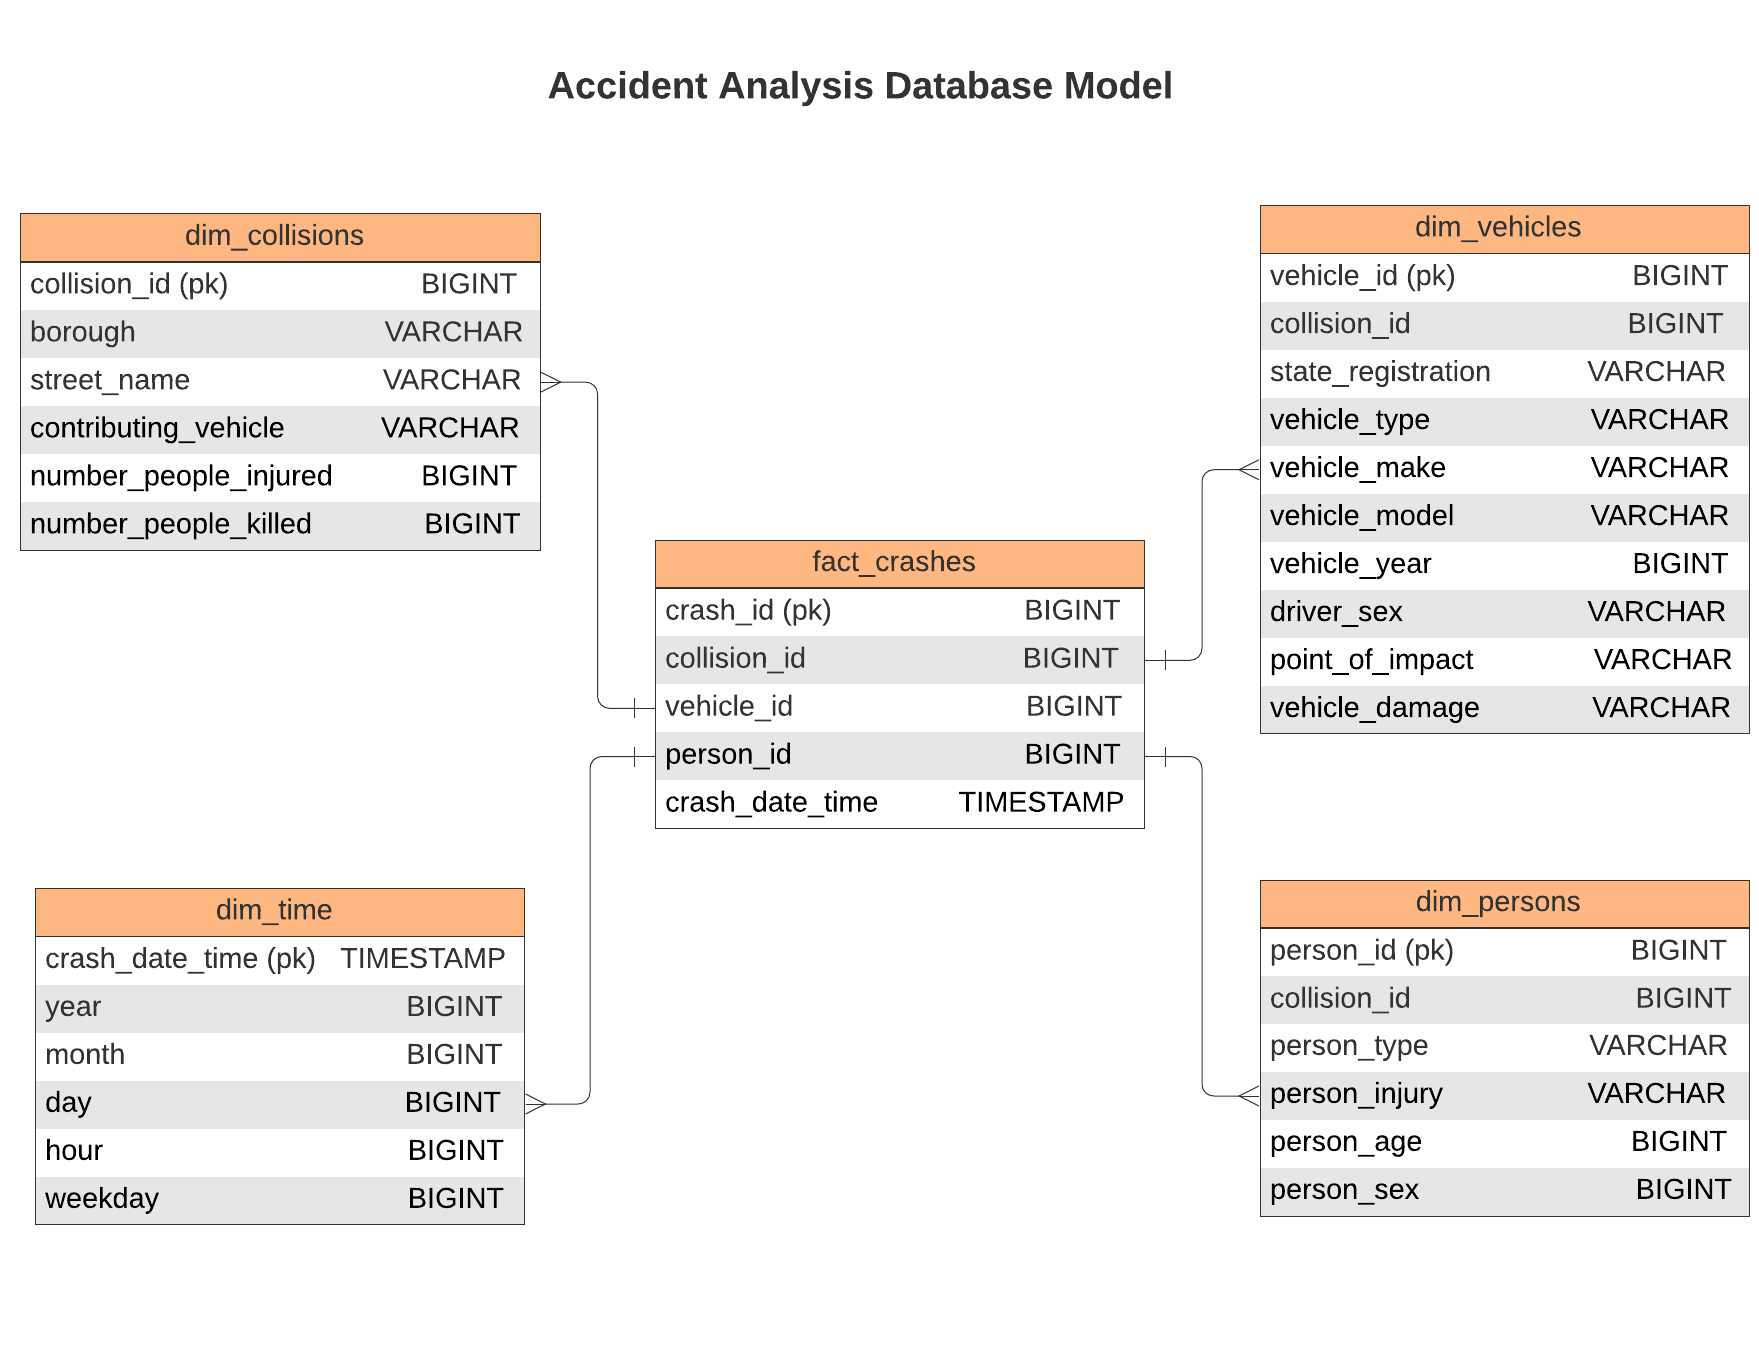 Accident Analysis Database Model
dim_collisions
collision_id (pk) BIGINT
borough VARCHAR
street_name VARCHAR
contributing_vehicle VARCHAR
number_people_injured BIGINT
number_people_killed BIGINT
dim_vehicles
vehicle_id (pk) BIGINT
collision_id BIGINT
state_registration VARCHAR
vehicle_type VARCHAR
vehicle_make VARCHAR
vehicle_model VARCHAR
vehicle_year BIGINT
driver_sex VARCHAR
point_of_impact VARCHAR
vehicle_damage VARCHAR
fact_crashes
crash_id (pk) BIGINT
collision_id BIGINT
vehicle_id BIGINT
person_id BIGINT
crash_date_time TIMESTAMP
dim_time
crash_date_time (pk) TIMESTAMP
year BIGINT
month BIGINT
day BIGINT
hour BIGINT
weekday BIGINT
dim_persons
person_id (pk) BIGINT
collision_id BIGINT
person_type VARCHAR
person_injury VARCHAR
person_age BIGINT
person_sex BIGINT